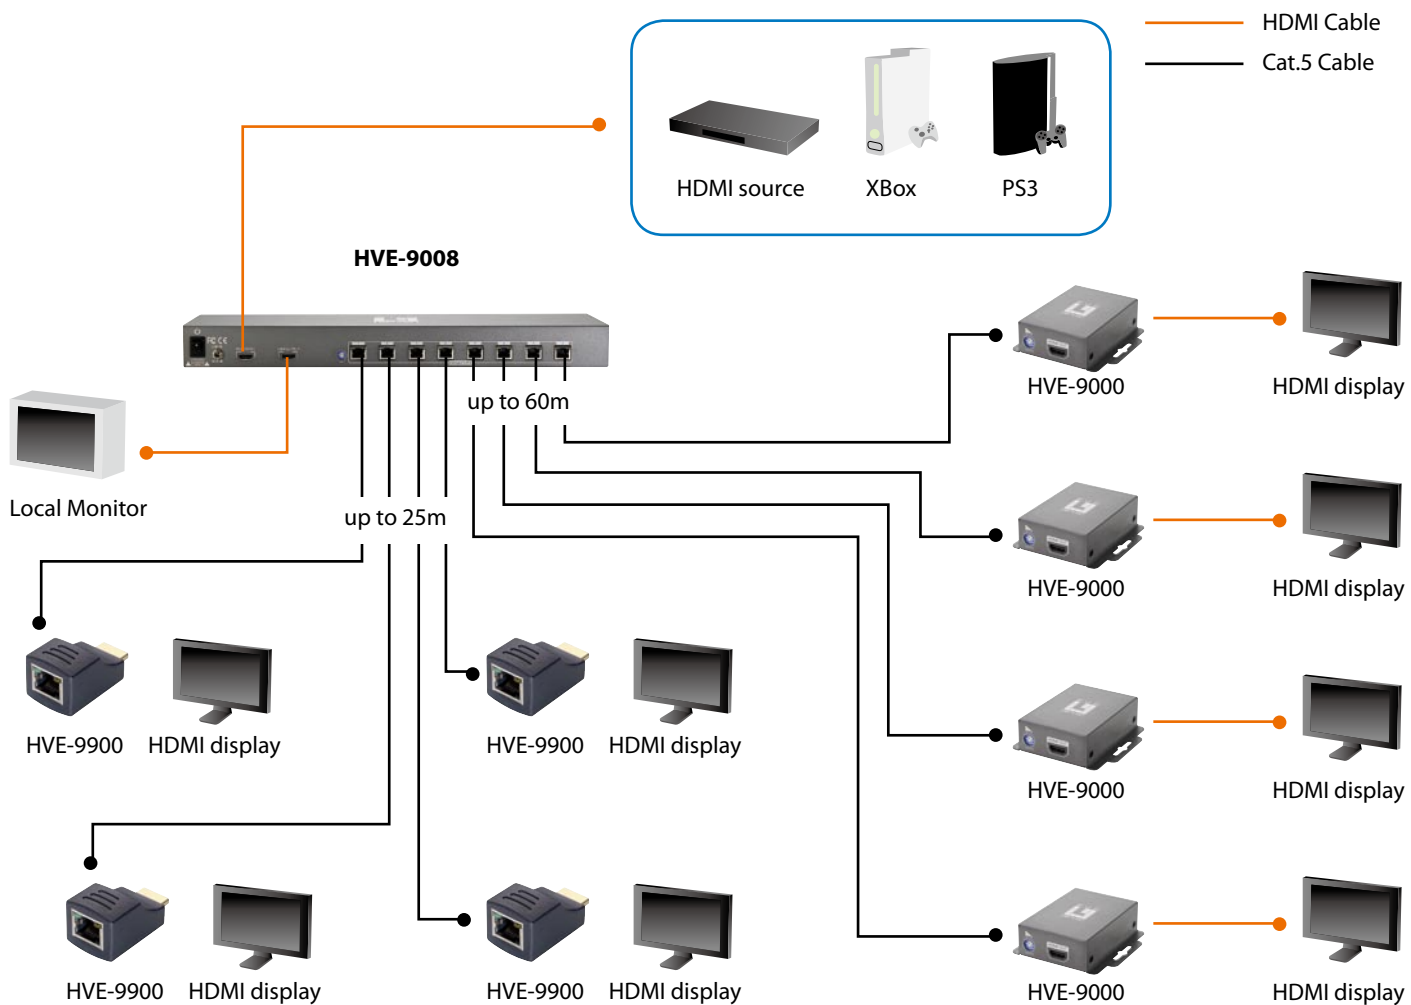 HDMI Cable
Cat.5 Cable
HDMI source XBox PS3
HVE-9008
up to 60m
HVE-9000 HDMI display
Local Monitor
up to 25m
HVE-9000 HDMI display
HVE-9900 HDMI display HVE-9900 HDMI display
HVE-9000 HDMI display
HVE-9900 HDMI display HVE-9900 HDMI display
HVE-9000 HDMI display